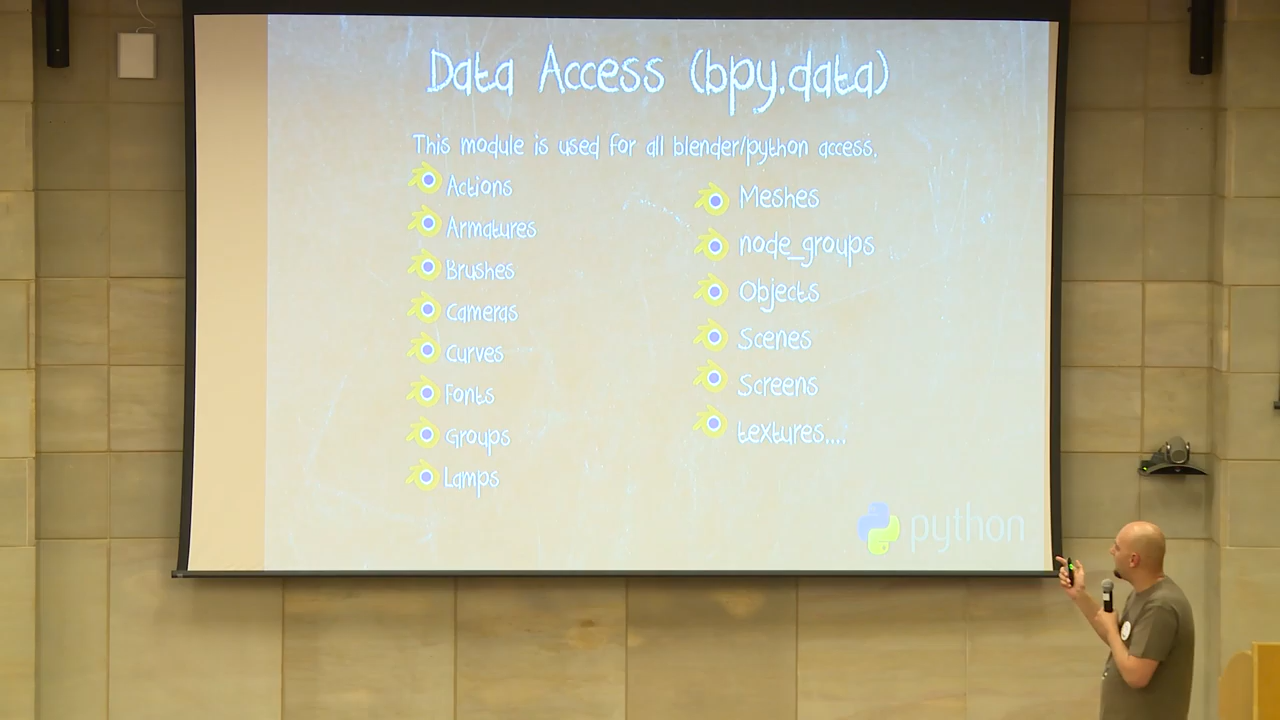 Data Access (bpy.data)
This module is used for all blender/python access.
Actions
Armatures
Brushes
Cameras
Curves
Fonts
Groups
Lamps
Meshes
node_groups
Objects
Scenes
Screens
textures....
python